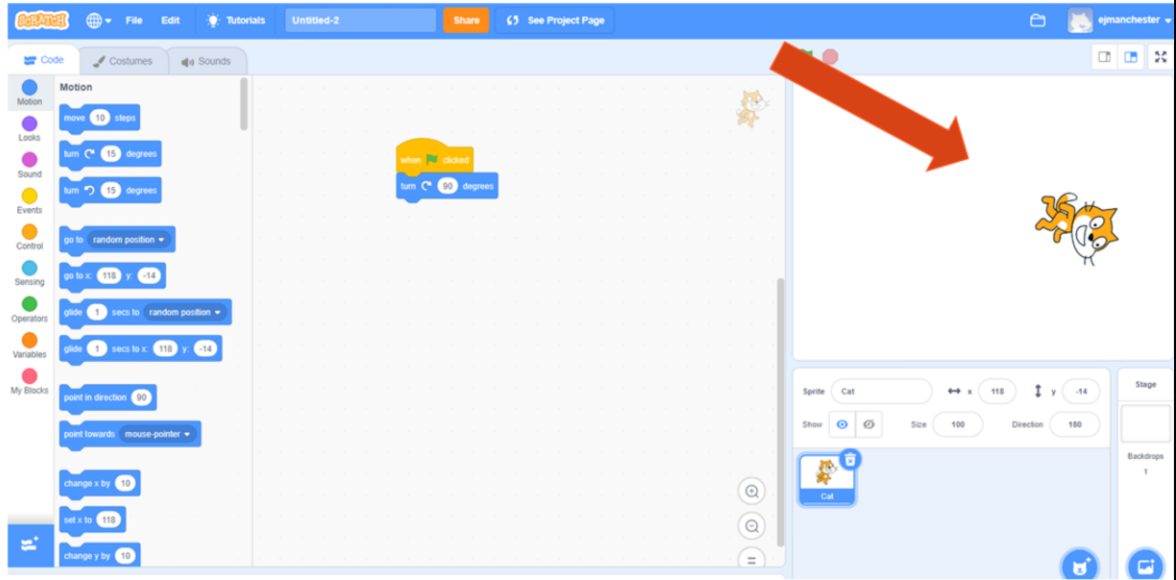 SCRATCH File Edit Tutorials Untitled-2 Share See Project Page ejmanchester
Code Costumes Sounds
Motion
Looks
Sound
Events
Control
Sensing
Operators
Variables
My Blocks
Motion
move 10 steps
turn 15 degrees
turn 15 degrees
go to random position
go to x: 118 y: -14
glide 1 secs to random position
glide 1 secs to x: 118 y: -14
point in direction 90
point towards mouse-pointer
change x by 10
set x to 118
change y by 10
when clicked
turn 90 degrees
Sprite Cat x 118 y -14
Show Size 100 Direction 180
Cat
Stage
Backdrops
1